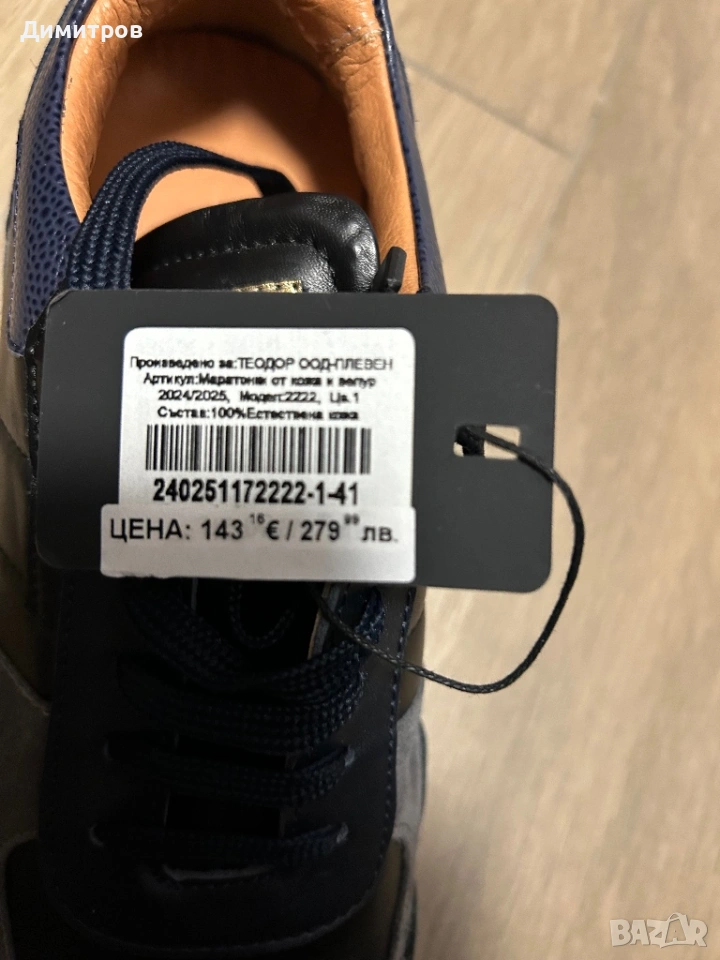 Димитров
Произведено за:ТЕОДОР ООД-ПЛЕВЕН
Артикул:Маратонки от кожа и велур
2024/2025, Модел:2222, Цв.1
Състав:100%Естествена кожа
240251172222-1-41
ЦЕНА: 143 16 € / 279 99 лв.
BAZAR